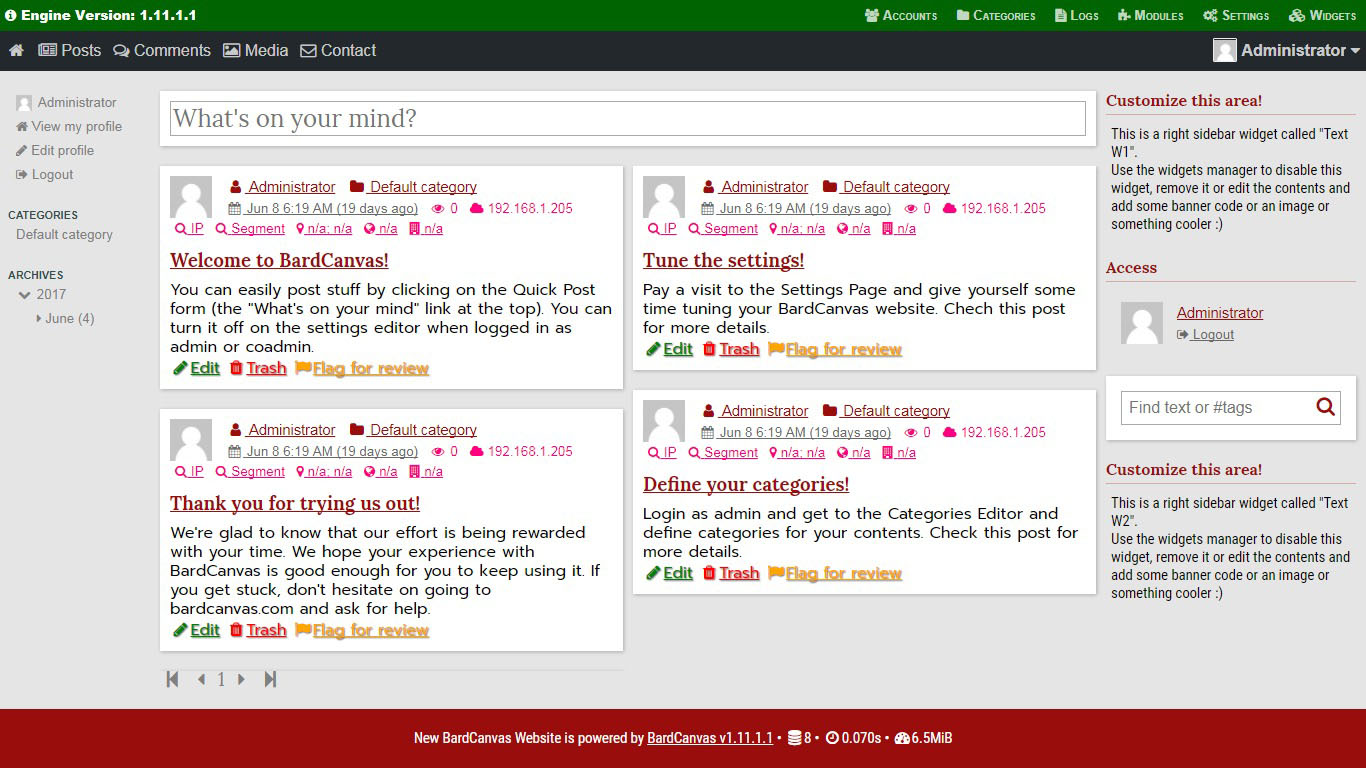 Engine Version: 1.11.1.1
Accounts Categories Logs Modules Settings Widgets
Posts Comments Media Contact
Administrator
Administrator
View my profile
Edit profile
Logout
CATEGORIES
Default category
ARCHIVES
2017
June (4)
What's on your mind?
Administrator Default category
Jun 8 6:19 AM (19 days ago) 0 192.168.1.205
IP Segment n/a; n/a n/a n/a
Welcome to BardCanvas!
You can easily post stuff by clicking on the Quick Post
form (the "What's on your mind" link at the top). You can
turn it off on the settings editor when logged in as
admin or coadmin.
Edit Trash Flag for review
Administrator Default category
Jun 8 6:19 AM (19 days ago) 0 192.168.1.205
IP Segment n/a; n/a n/a n/a
Thank you for trying us out!
We're glad to know that our effort is being rewarded
with your time. We hope your experience with
BardCanvas is good enough for you to keep using it. If
you get stuck, don't hesitate on going to
bardcanvas.com and ask for help.
Edit Trash Flag for review
1
Administrator Default category
Jun 8 6:19 AM (19 days ago) 0 192.168.1.205
IP Segment n/a; n/a n/a n/a
Tune the settings!
Pay a visit to the Settings Page and give yourself some
time tuning your BardCanvas website. Chech this post
for more details.
Edit Trash Flag for review
Administrator Default category
Jun 8 6:19 AM (19 days ago) 0 192.168.1.205
IP Segment n/a; n/a n/a n/a
Define your categories!
Login as admin and get to the Categories Editor and
define categories for your contents. Check this post for
more details.
Edit Trash Flag for review
Customize this area!
This is a right sidebar widget called "Text
W1".
Use the widgets manager to disable this
widget, remove it or edit the contents and
add some banner code or an image or
something cooler :)
Access
Administrator
Logout
Find text or #tags
Customize this area!
This is a right sidebar widget called "Text
W2".
Use the widgets manager to disable this
widget, remove it or edit the contents and
add some banner code or an image or
something cooler :)
New BardCanvas Website is powered by BardCanvas v1.11.1.1 • 8 • 0.070s • 6.5MiB